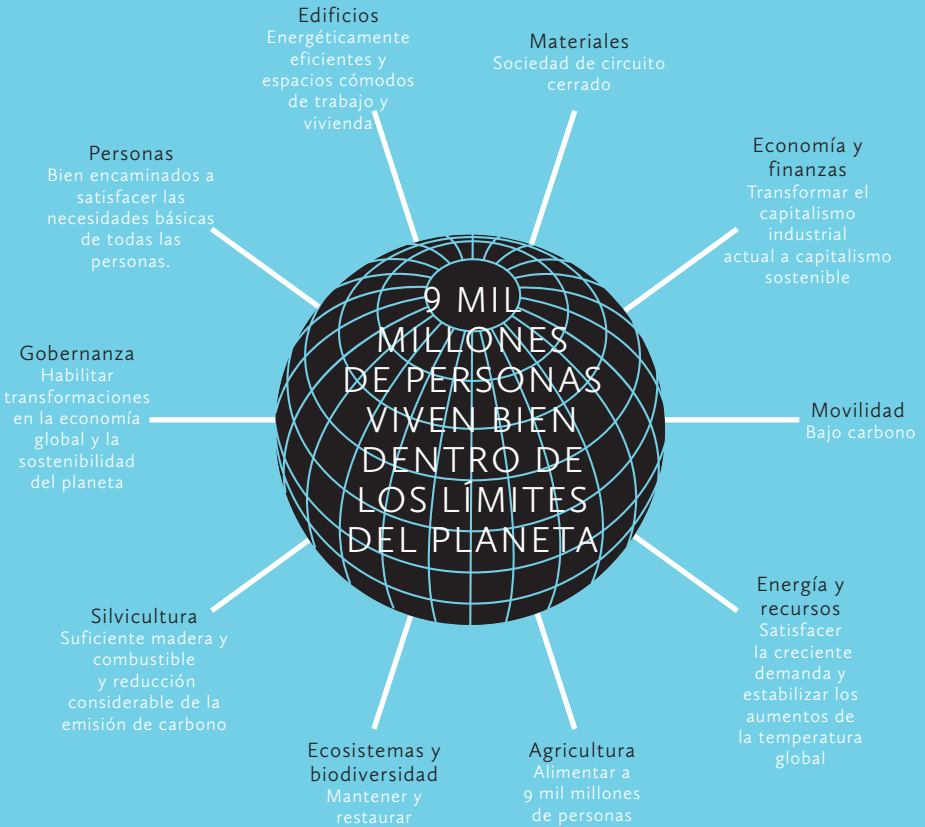 Edificios
Energéticamente
eficientes y
espacios cómodos
de trabajo y
vivienda
Materiales
Sociedad de circuito
cerrado
Economía y
finanzas
Transformar el
capitalismo
industrial
actual a capitalismo
sostenible
Movilidad
Bajo carbono
Energía y
recursos
Satisfacer
la creciente
demanda y
estabilizar los
aumentos de
la temperatura
global
Agricultura
Alimentar a
9 mil millones
de personas
Ecosistemas y
biodiversidad
Mantener y
restaurar
Silvicultura
Suficiente madera y
combustible
y reducción
considerable de la
emisión de carbono
Gobernanza
Habilitar
transformaciones
en la economía
global y la
sostenibilidad
del planeta
Personas
Bien encaminados a
satisfacer las
necesidades básicas
de todas las
personas.
9 MIL
MILLONES
DE PERSONAS
VIVEN BIEN
DENTRO DE
LOS LÍMITES
DEL PLANETA